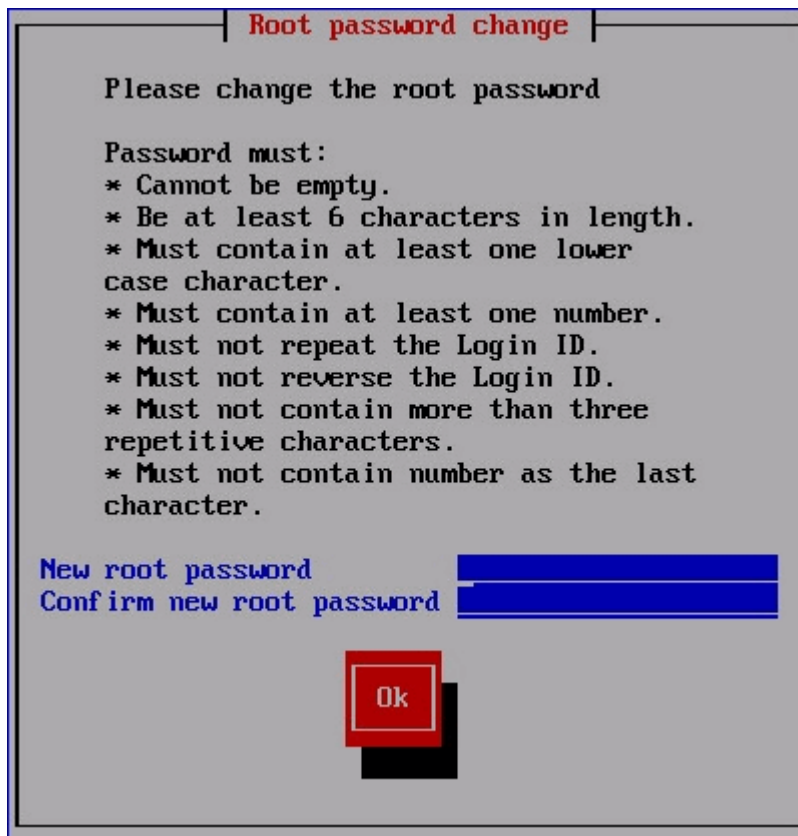 Root password change
Please change the root password
Password must:
* Cannot be empty.
* Be at least 6 characters in length.
* Must contain at least one lower
case character.
* Must contain at least one number.
* Must not repeat the Login ID.
* Must not reverse the Login ID.
* Must not contain more than three
repetitive characters.
* Must not contain number as the last
character.
New root password
Confirm new root password
Ok